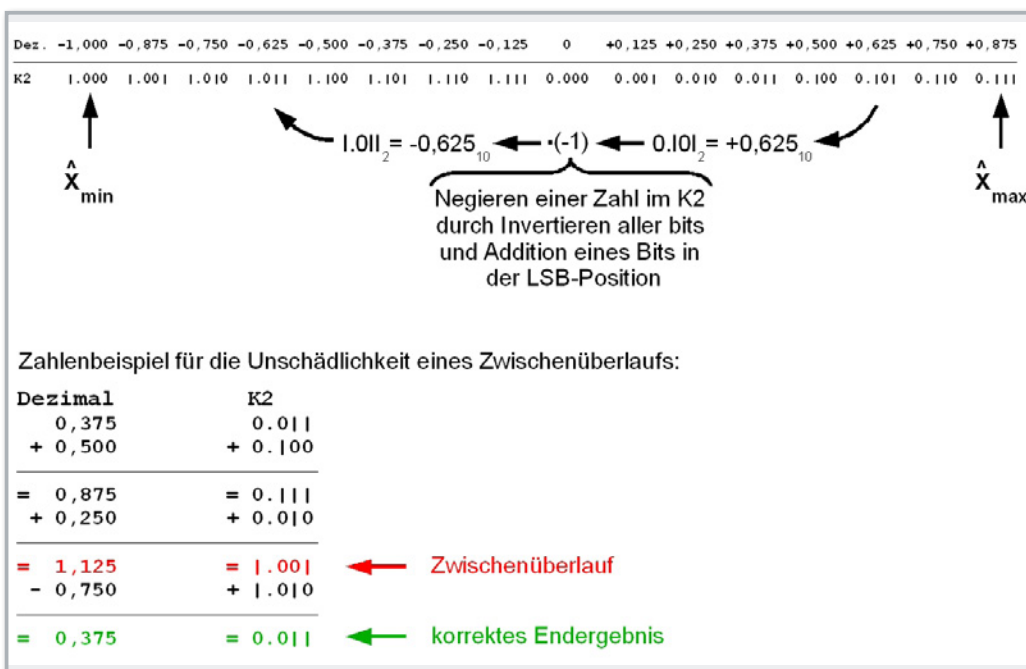 Dez. -1,000 -0,875 -0,750 -0,625 -0,500 -0,375 -0,250 -0,125 0 +0,125 +0,250 +0,375 +0,500 +0,625 +0,750 +0,875
K2 1.000 1.001 1.010 1.011 1.100 1.101 1.110 1.111 0.000 0.001 0.010 0.011 0.100 0.101 0.110 0.111
1.011₂ = -0,625₁₀ ·(-1) 0.101₂ = +0,625₁₀
X̂min X̂max
Negieren einer Zahl im K2
durch Invertieren aller bits
und Addition eines Bits in
der LSB-Position
Zahlenbeispiel für die Unschädlichkeit eines Zwischenüberlaufs:
Dezimal K2
0,375 0.011
+ 0,500 + 0.100
= 0,875 = 0.111
+ 0,250 + 0.010
= 1,125 = 1.001 Zwischenüberlauf
- 0,750 + 1.010
= 0,375 = 0.011 korrektes Endergebnis